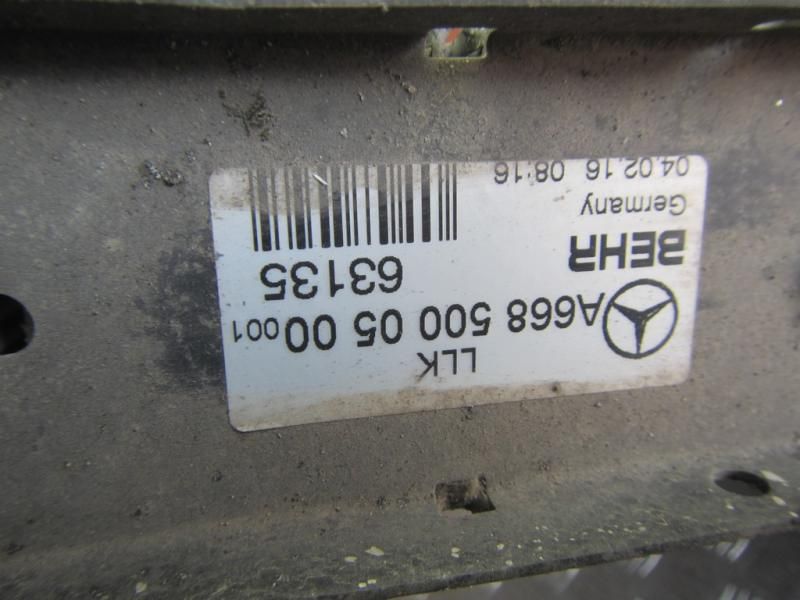 LLK
A668 500 05 00 001
63135
BEHR
Germany
04.02.16 08:16